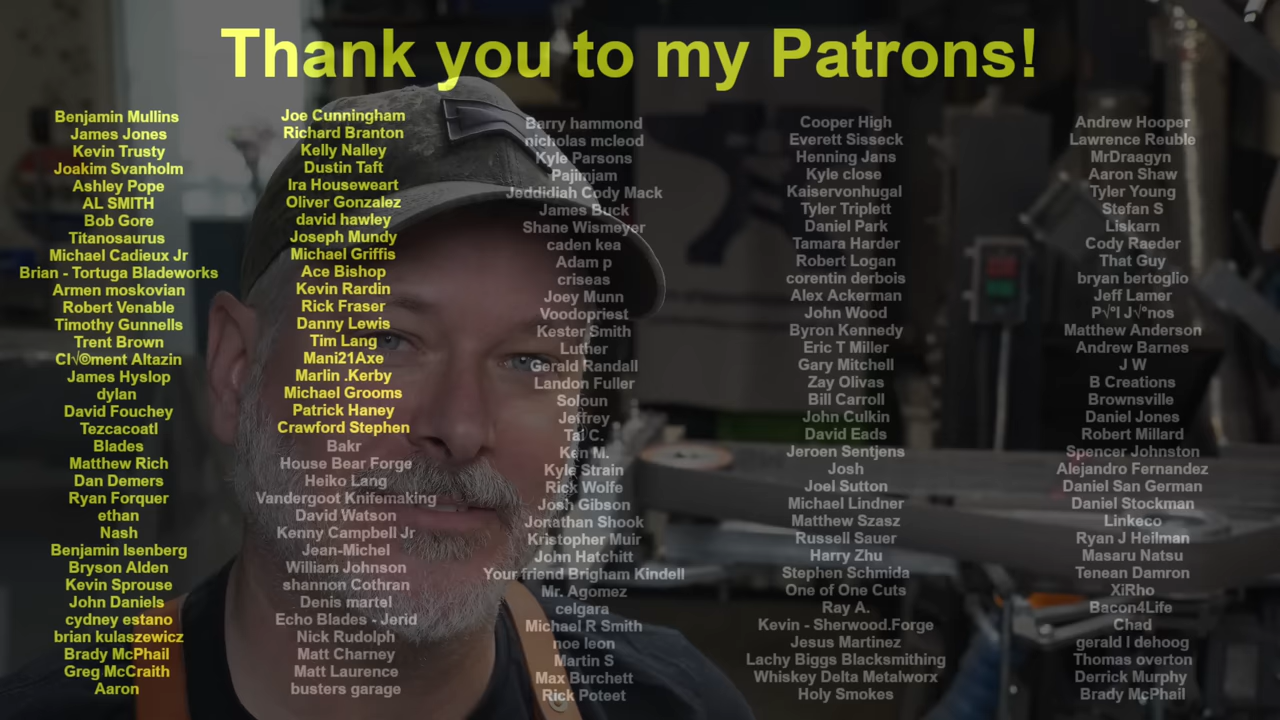 Thank you to my Patrons!
Benjamin Mullins
James Jones
Kevin Trusty
Joakim Svanholm
Ashley Pope
AL SMITH
Bob Gore
Titanosaurus
Michael Cadieux Jr
Brian - Tortuga Bladeworks
Armen moskovian
Robert Venable
Timothy Gunnells
Trent Brown
Cl√©ment Altazin
James Hyslop
dylan
David Fouchey
Tezcacoatl
Blades
Matthew Rich
Dan Demers
Ryan Forquer
ethan
Nash
Benjamin Isenberg
Bryson Alden
Kevin Sprouse
John Daniels
cydney estano
brian kulaszewicz
Brady McPhail
Greg McCraith
Aaron
Joe Cunningham
Richard Branton
Kelly Nalley
Dustin Taft
Ira Houseweart
Oliver Gonzalez
david hawley
Joseph Mundy
Michael Griffis
Ace Bishop
Kevin Rardin
Rick Fraser
Danny Lewis
Tim Lang
Mani21Axe
Marlin .Kerby
Michael Grooms
Patrick Haney
Crawford Stephen
Bakr
House Bear Forge
Heiko Lang
Vandergoot Knifemaking
David Watson
Kenny Campbell Jr
Jean-Michel
William Johnson
shannon Cothran
Denis martel
Echo Blades - Jerid
Nick Rudolph
Matt Charney
Matt Laurence
busters garage
Barry hammond
nicholas mcleod
Kyle Parsons
Pajimjam
Jeddidiah Cody Mack
James Buck
Shane Wismeyer
caden kea
Adam p
criseas
Joey Munn
Voodopriest
Kester Smith
Luther
Gerald Randall
Landon Fuller
Soloun
Jeffrey
Tai C.
Ken M.
Kyle Strain
Rick Wolfe
Josh Gibson
Jonathan Shook
Kristopher Muir
John Hatchitt
Your friend Brigham Kindell
Mr. Agomez
celgara
Michael R Smith
noe leon
Martin S
Max Burchett
Rick Poteet
Cooper High
Everett Sisseck
Henning Jans
Kyle close
Kaiservonhugal
Tyler Triplett
Daniel Park
Tamara Harder
Robert Logan
corentin derbois
Alex Ackerman
John Wood
Byron Kennedy
Eric T Miller
Gary Mitchell
Zay Olivas
Bill Carroll
John Culkin
David Eads
Jeroen Sentjens
Josh
Joel Sutton
Michael Lindner
Matthew Szasz
Russell Sauer
Harry Zhu
Stephen Schmida
One of One Cuts
Ray A.
Kevin - Sherwood.Forge
Jesus Martinez
Lachy Biggs Blacksmithing
Whiskey Delta Metalworx
Holy Smokes
Andrew Hooper
Lawrence Reuble
MrDraagyn
Aaron Shaw
Tyler Young
Stefan S
Liskarn
Cody Raeder
That Guy
bryan bertoglio
Jeff Lamer
P√°l J√°nos
Matthew Anderson
Andrew Barnes
J W
B Creations
Brownsville
Daniel Jones
Robert Millard
Spencer Johnston
Alejandro Fernandez
Daniel San German
Daniel Stockman
Linkeco
Ryan J Heilman
Masaru Natsu
Tenean Damron
XiRho
Bacon4Life
Chad
gerald l dehoog
Thomas overton
Derrick Murphy
Brady McPhail